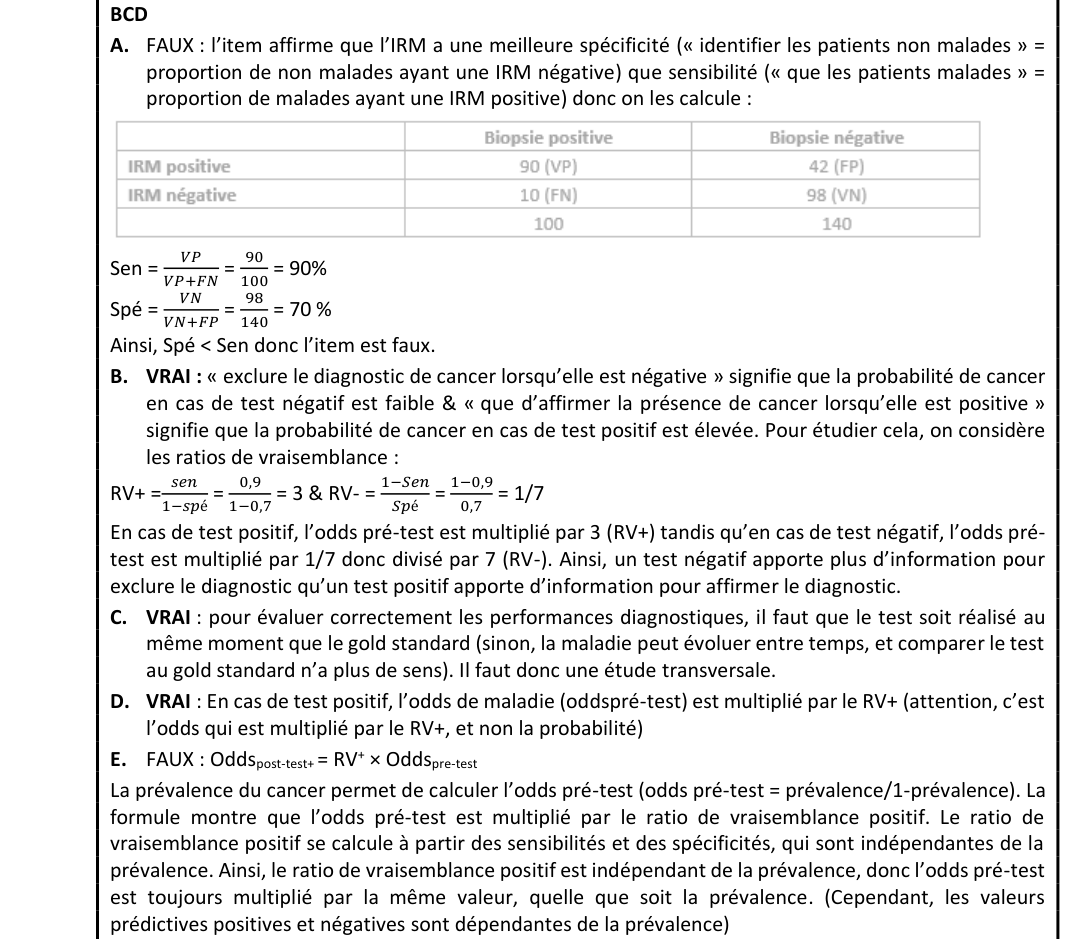 BCD
A. FAUX : l'item affirme que l'IRM a une meilleure spécificité (« identifier les patients non malades » =
proportion de non malades ayant une IRM négative) que sensibilité (« que les patients malades » =
proportion de malades ayant une IRM positive) donc on les calcule :
Biopsie positive Biopsie négative
IRM positive 90 (VP) 42 (FP)
IRM négative 10 (FN) 98 (VN)
100 140
Sen = VP/(VP+FN) = 90/100 = 90%
Spé = VN/(VN+FP) = 98/140 = 70 %
Ainsi, Spé < Sen donc l'item est faux.
B. VRAI : « exclure le diagnostic de cancer lorsqu'elle est négative » signifie que la probabilité de cancer
en cas de test négatif est faible & « que d'affirmer la présence de cancer lorsqu'elle est positive »
signifie que la probabilité de cancer en cas de test positif est élevée. Pour étudier cela, on considère
les ratios de vraisemblance :
RV+ = sen/(1−spé) = 0,9/(1−0,7) = 3 & RV- = (1−Sen)/Spé = (1−0,9)/0,7 = 1/7
En cas de test positif, l'odds pré-test est multiplié par 3 (RV+) tandis qu'en cas de test négatif, l'odds pré-
test est multiplié par 1/7 donc divisé par 7 (RV-). Ainsi, un test négatif apporte plus d'information pour
exclure le diagnostic qu'un test positif apporte d'information pour affirmer le diagnostic.
C. VRAI : pour évaluer correctement les performances diagnostiques, il faut que le test soit réalisé au
même moment que le gold standard (sinon, la maladie peut évoluer entre temps, et comparer le test
au gold standard n'a plus de sens). Il faut donc une étude transversale.
D. VRAI : En cas de test positif, l'odds de maladie (oddspré-test) est multiplié par le RV+ (attention, c'est
l'odds qui est multiplié par le RV+, et non la probabilité)
E. FAUX : Oddspost-test+ = RV⁺ × Oddspre-test
La prévalence du cancer permet de calculer l'odds pré-test (odds pré-test = prévalence/1-prévalence). La
formule montre que l'odds pré-test est multiplié par le ratio de vraisemblance positif. Le ratio de
vraisemblance positif se calcule à partir des sensibilités et des spécificités, qui sont indépendantes de la
prévalence. Ainsi, le ratio de vraisemblance positif est indépendant de la prévalence, donc l'odds pré-test
est toujours multiplié par la même valeur, quelle que soit la prévalence. (Cependant, les valeurs
prédictives positives et négatives sont dépendantes de la prévalence)